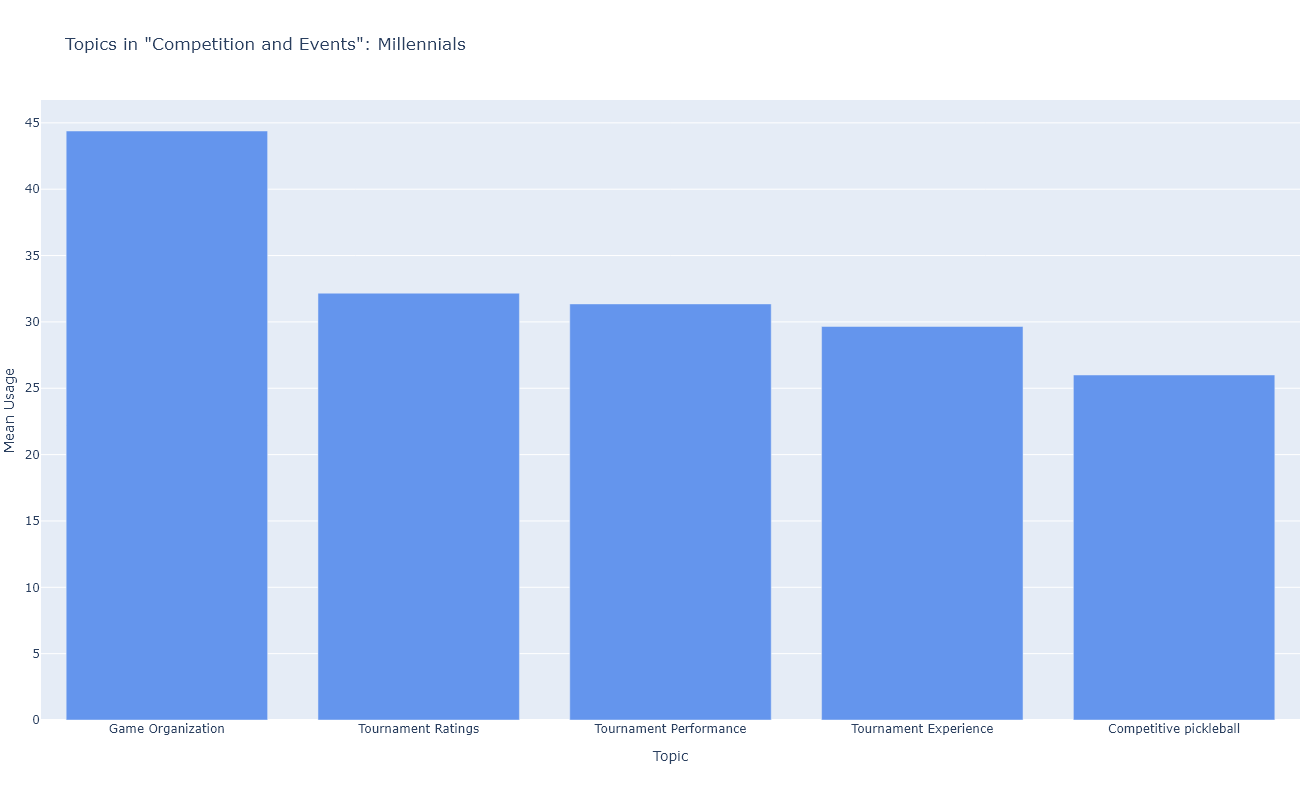 Topics in "Competition and Events": Millennials
45
40
35
30
25
20
15
10
5
0
Mean Usage
Game Organization
Tournament Ratings
Tournament Performance
Tournament Experience
Competitive pickleball
Topic